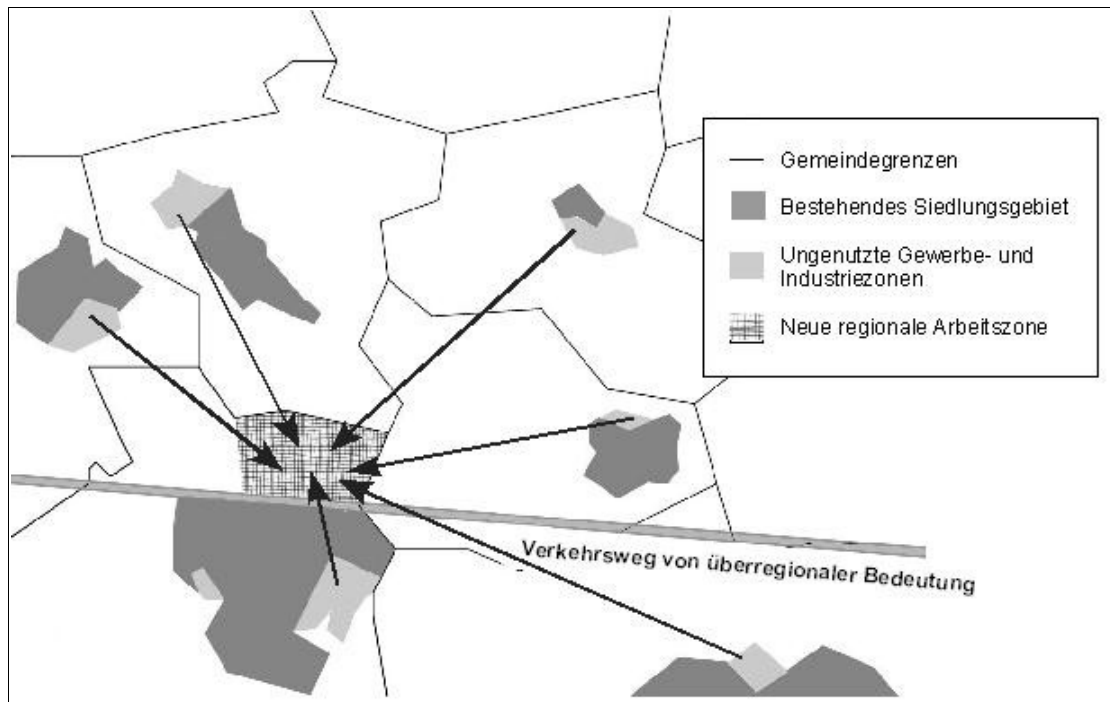 Gemeindegrenzen
Bestehendes Siedlungsgebiet
Ungenutzte Gewerbe- und
Industriezonen
Neue regionale Arbeitszone
Verkehrsweg von überregionaler Bedeutung